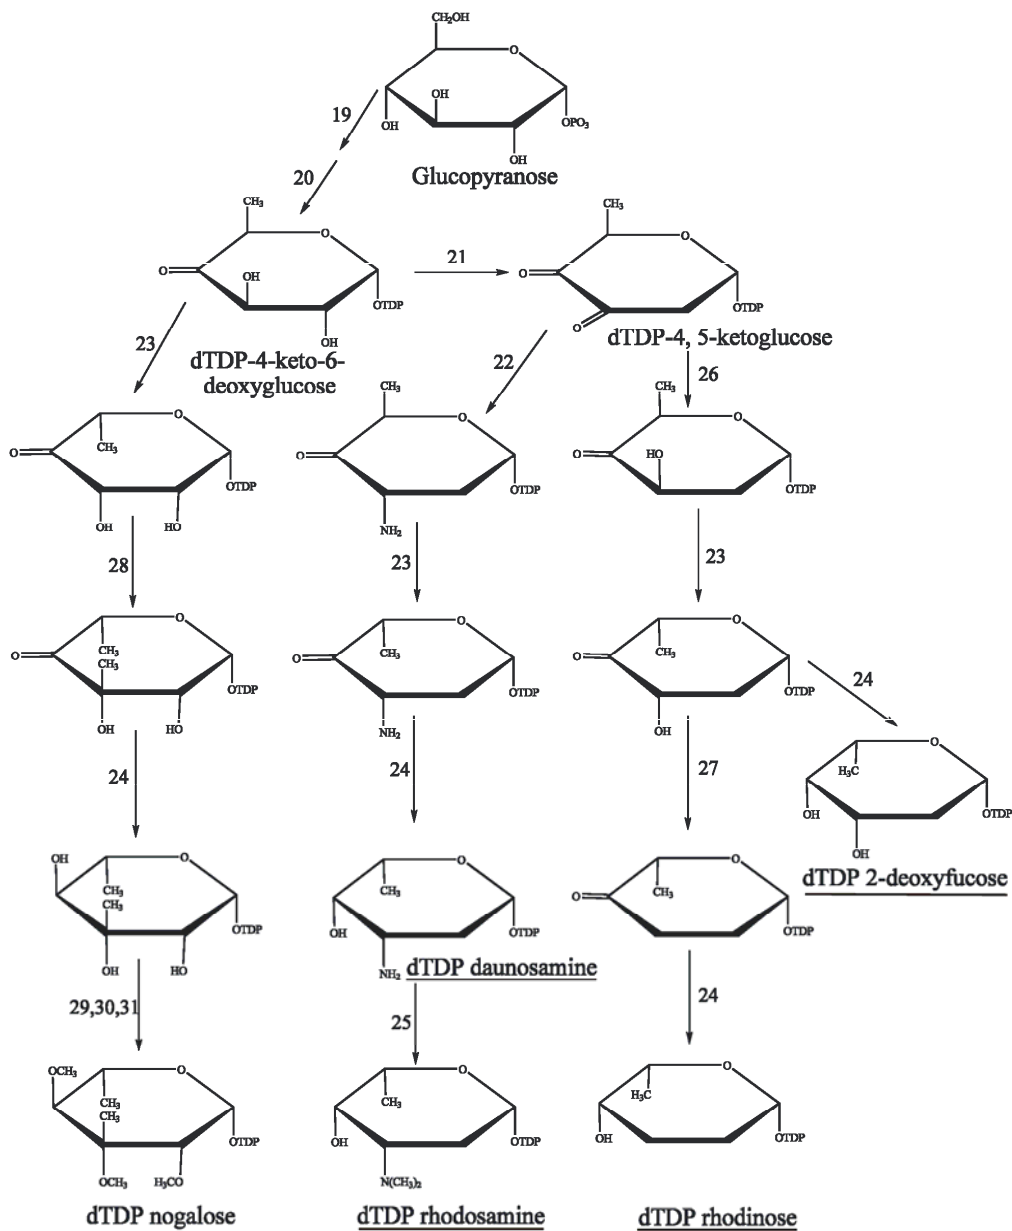 CH₂OH
O
OH
OH
OPO₃
OH
Glucopyranose
19
20
CH₃
O
O
OH
OTDP
OH
dTDP-4-keto-6-
deoxyglucose
21
CH₃
O
O
O
OTDP
dTDP-4, 5-ketoglucose
23
22
26
O
O
CH₃
OTDP
OH
HO
CH₃
O
O
OTDP
NH₂
CH₃
O
O
HO
OTDP
28
23
23
O
O
CH₃
CH₃
OTDP
OH
HO
O
O
CH₃
OTDP
NH₂
O
O
CH₃
OTDP
OH
24
O
H₃C
OH
OTDP
OH
dTDP 2-deoxyfucose
24
24
27
OH
O
CH₃
CH₃
OTDP
OH
HO
O
CH₃
OH
OTDP
NH₂
dTDP daunosamine
O
O
CH₃
OTDP
29,30,31
25
24
OCH₃
O
CH₃
CH₃
OTDP
OCH₃
H₃CO
dTDP nogalose
O
CH₃
OH
OTDP
N(CH₃)₂
dTDP rhodosamine
O
H₃C
OH
OTDP
dTDP rhodinose